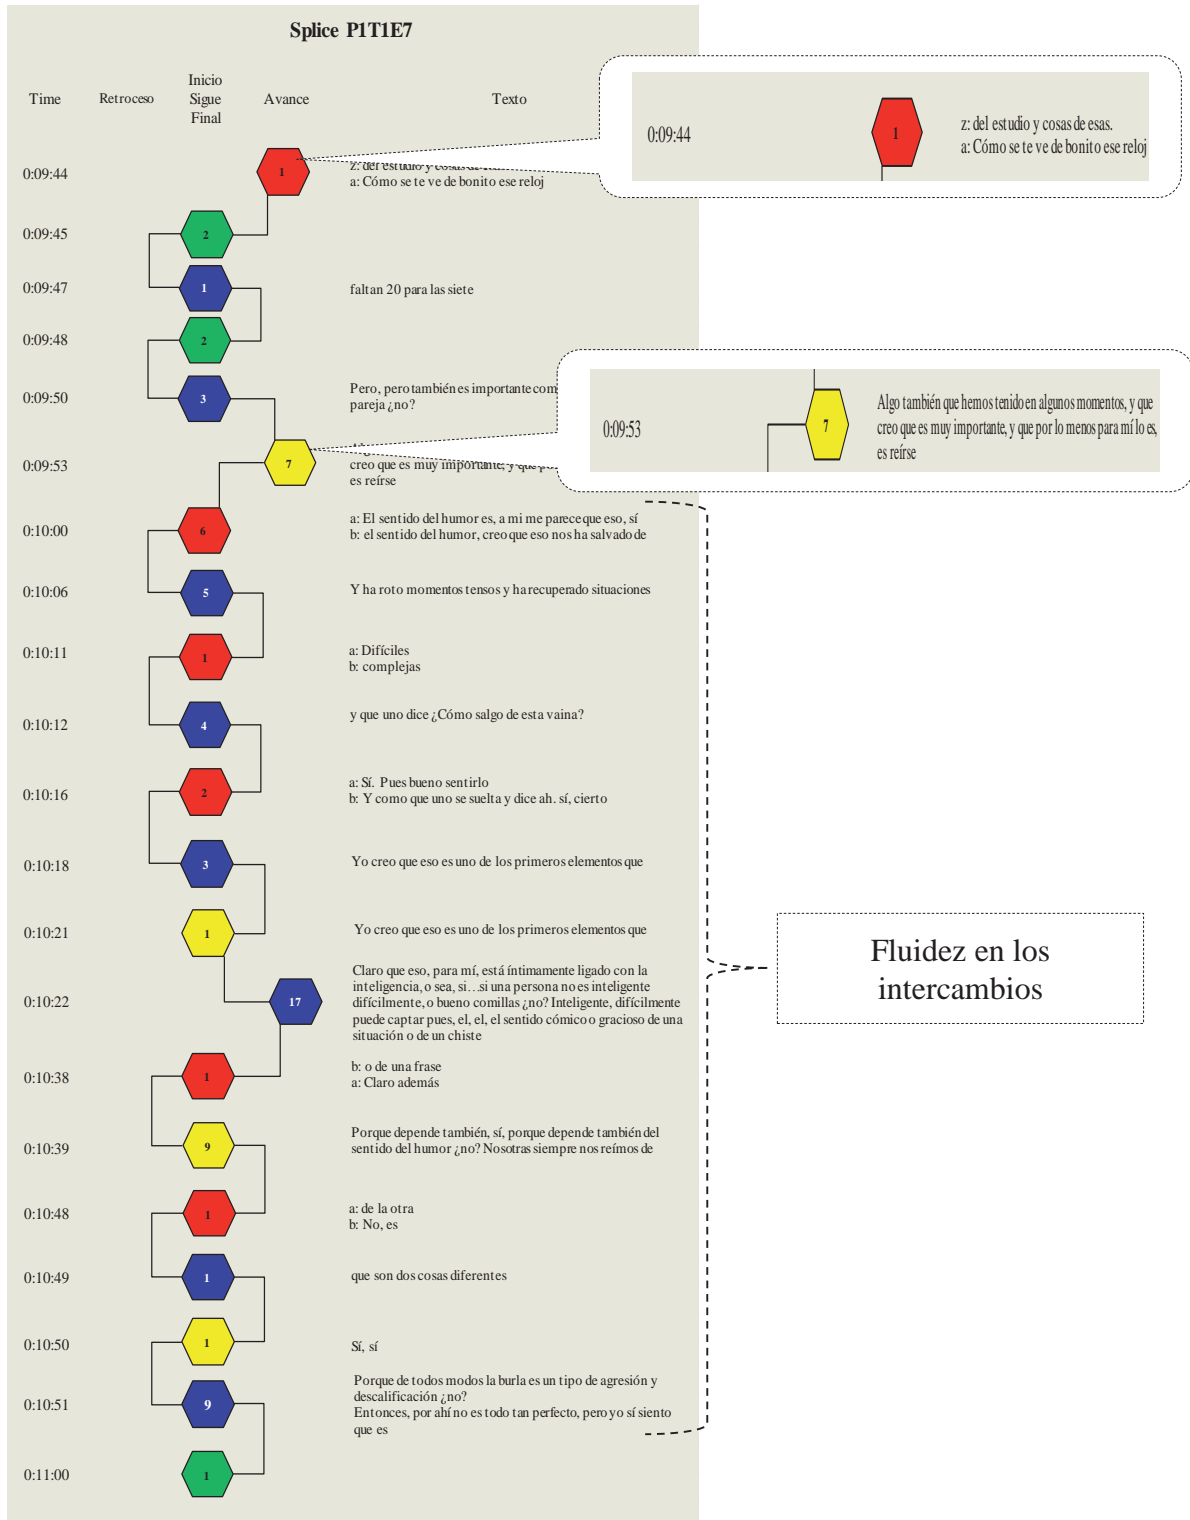 Splice P1T1E7
Time
Retroceso
Inicio
Sigue
Final
Avance
Texto
0:09:44
1
z: del estudio y cosas de
a: Cómo se te ve de bonito ese reloj
0:09:44
1
z: del estudio y cosas de esas.
a: Cómo se te ve de bonito ese reloj
0:09:45
2
0:09:47
1
faltan 20 para las siete
0:09:48
2
0:09:50
3
Pero, pero también es importante com
pareja ¿no?
0:09:53
7
creo que es muy importante, y que p
es reírse
0:09:53
7
Algo también que hemos tenido en algunos momentos, y que
creo que es muy importante, y que por lo menos para mí lo es,
es reírse
0:10:00
6
a: El sentido del humor es, a mi me parece que eso, sí
b: el sentido del humor, creo que eso nos ha salvado de
0:10:06
5
Y ha roto momentos tensos y ha recuperado situaciones
0:10:11
1
a: Difíciles
b: complejas
0:10:12
4
y que uno dice ¿Cómo salgo de esta vaina?
0:10:16
2
a: Sí. Pues bueno sentirlo
b: Y como que uno se suelta y dice ah. sí, cierto
0:10:18
3
Yo creo que eso es uno de los primeros elementos que
0:10:21
1
Yo creo que eso es uno de los primeros elementos que
0:10:22
17
Claro que eso, para mí, está íntimamente ligado con la
inteligencia, o sea, si…si una persona no es inteligente
difícilmente, o bueno comillas ¿no? Inteligente, difícilmente
puede captar pues, el, el, el sentido cómico o gracioso de una
situación o de un chiste
0:10:38
1
b: o de una frase
a: Claro además
0:10:39
9
Porque depende también, sí, porque depende también del
sentido del humor ¿no? Nosotras siempre nos reímos de
0:10:48
1
a: de la otra
b: No, es
0:10:49
1
que son dos cosas diferentes
0:10:50
1
Sí, sí
0:10:51
9
Porque de todos modos la burla es un tipo de agresión y
descalificación ¿no?
Entonces, por ahí no es todo tan perfecto, pero yo sí siento
que es
0:11:00
1
Fluidez en los
intercambios